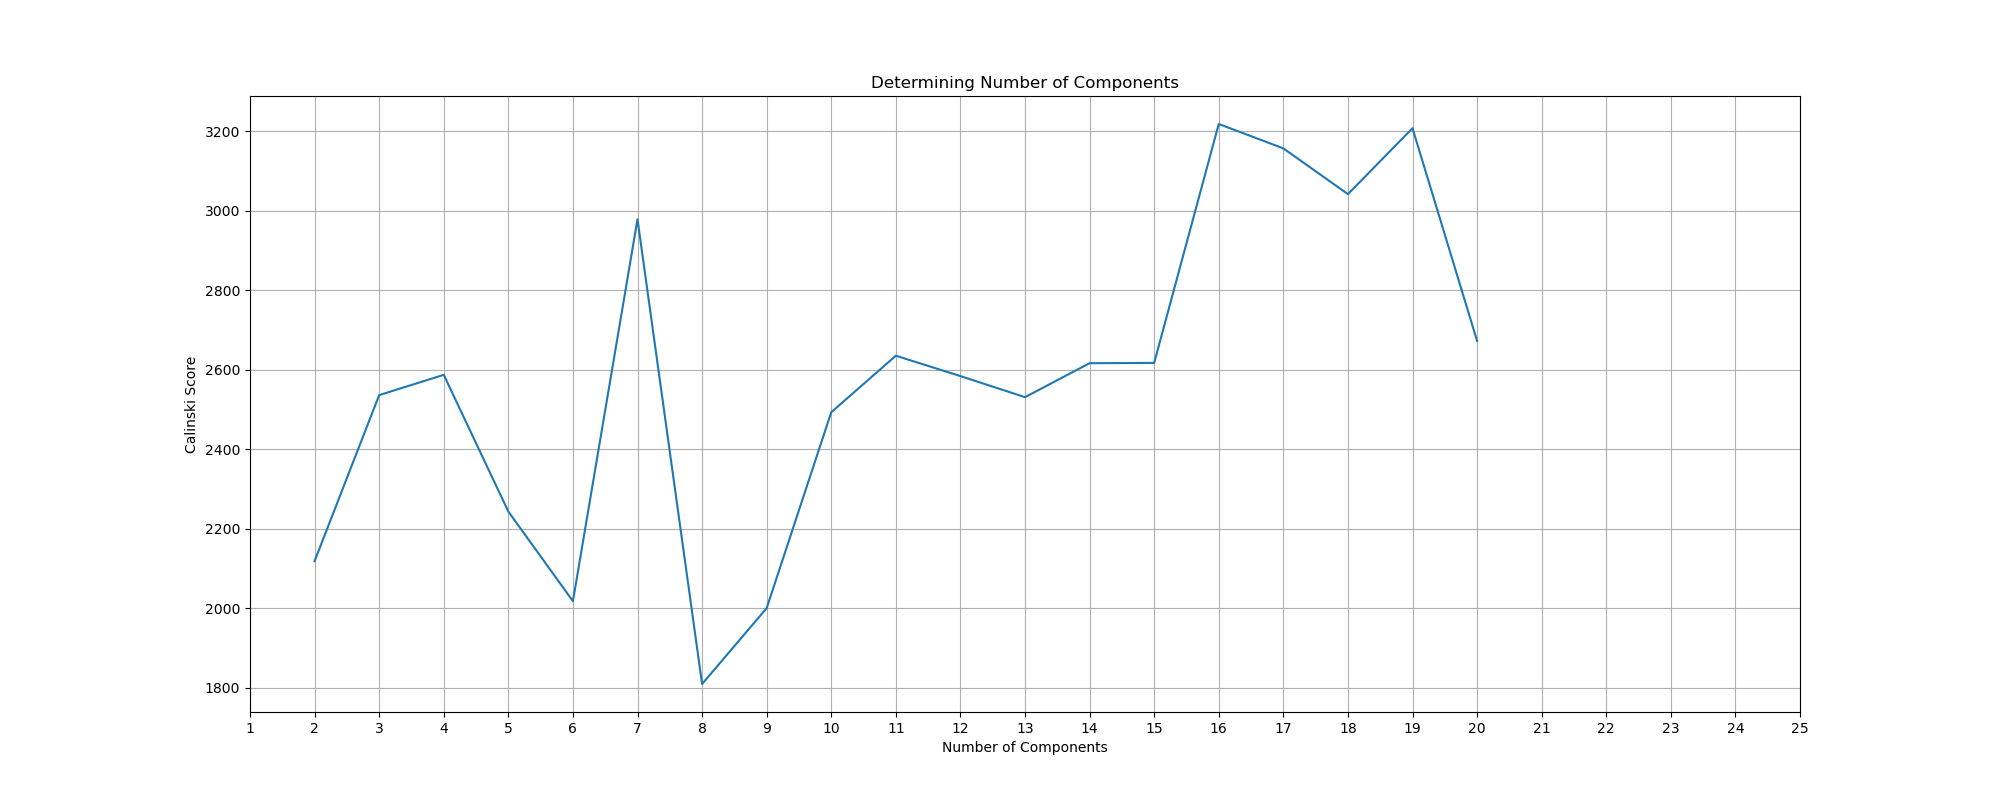 Determining Number of Components
3200
3000
2800
2600
2400
2200
2000
1800
Calinski Score
1 2 3 4 5 6 7 8 9 10 11 12 13 14 15 16 17 18 19 20 21 22 23 24 25
Number of Components